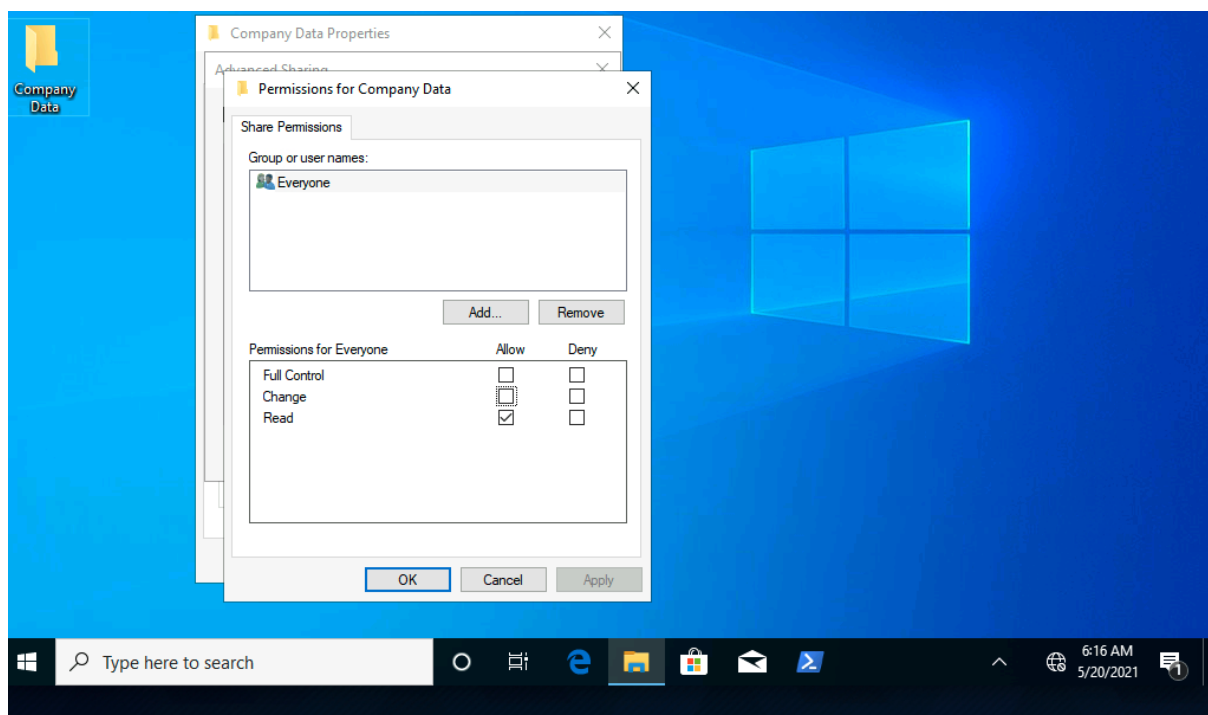 Company Data Properties
Advanced Sharing
Company
Data
Permissions for Company Data
Share Permissions
Group or user names:
Everyone
Add...
Remove
Permissions for Everyone
Allow
Deny
Full Control
Change
Read
OK
Cancel
Apply
Type here to search
6:16 AM
5/20/2021
1